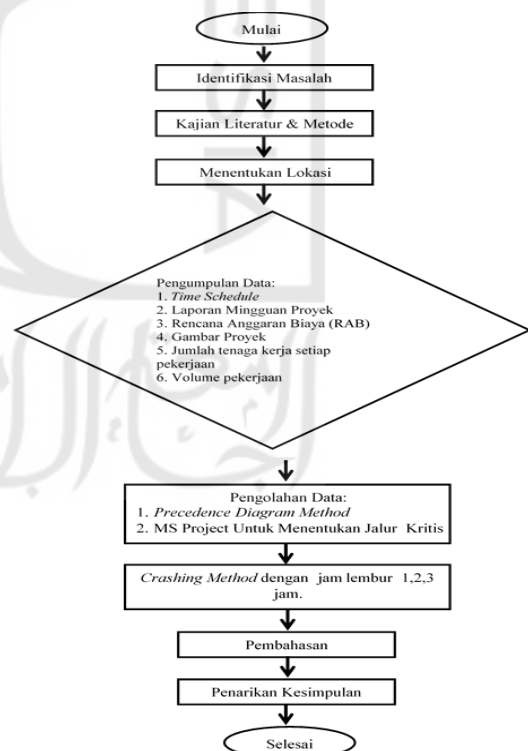 Mulai
Identifikasi Masalah
Kajian Literatur & Metode
Menentukan Lokasi
Pengumpulan Data:
1. Time Schedule
2. Laporan Mingguan Proyek
3. Rencana Anggaran Biaya (RAB)
4. Gambar Proyek
5. Jumlah tenaga kerja setiap
pekerjaan
6. Volume pekerjaan
Pengolahan Data:
1. Precedence Diagram Method
2. MS Project Untuk Menentukan Jalur Kritis
Crashing Method dengan jam lembur 1,2,3
jam.
Pembahasan
Penarikan Kesimpulan
Selesai